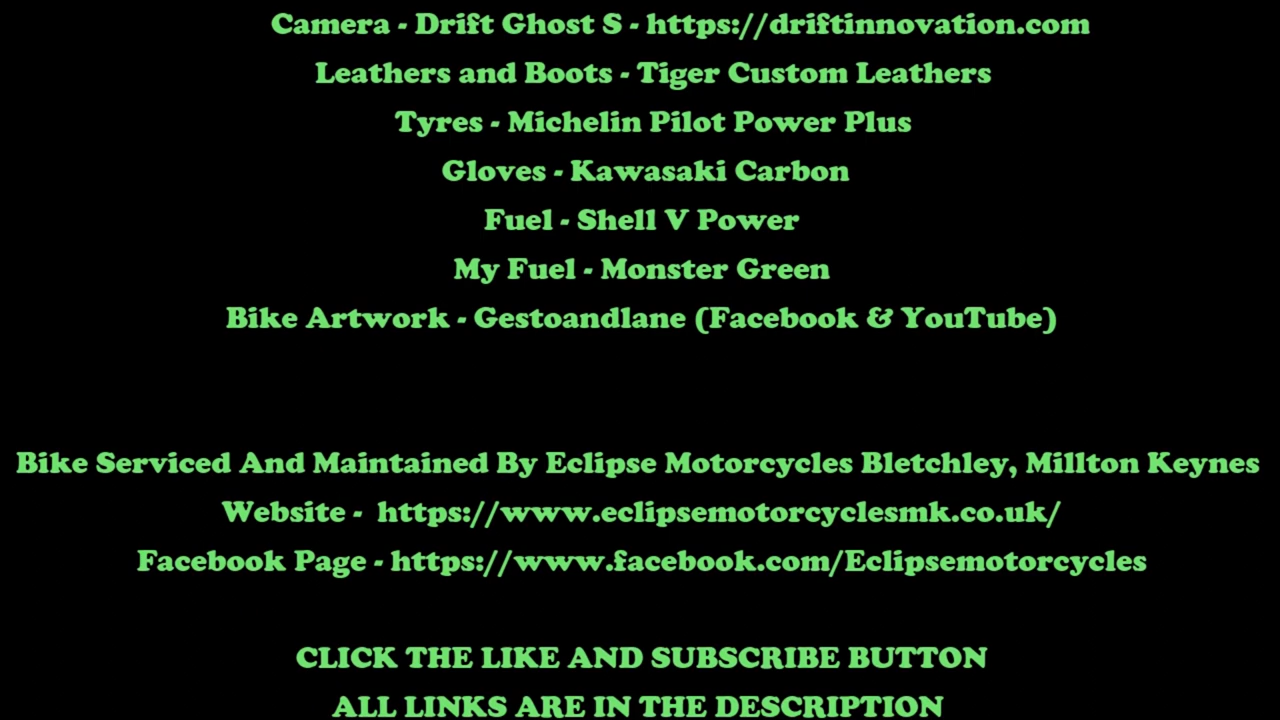 Camera - Drift Ghost S - https://driftinnovation.com
Leathers and Boots - Tiger Custom Leathers
Tyres - Michelin Pilot Power Plus
Gloves - Kawasaki Carbon
Fuel - Shell V Power
My Fuel - Monster Green
Bike Artwork - Gestoandlane (Facebook & YouTube)
Bike Serviced And Maintained By Eclipse Motorcycles Bletchley, Millton Keynes
Website -  https://www.eclipsemotorcyclesmk.co.uk/
Facebook Page - https://www.facebook.com/Eclipsemotorcycles
CLICK THE LIKE AND SUBSCRIBE BUTTON
ALL LINKS ARE IN THE DESCRIPTION